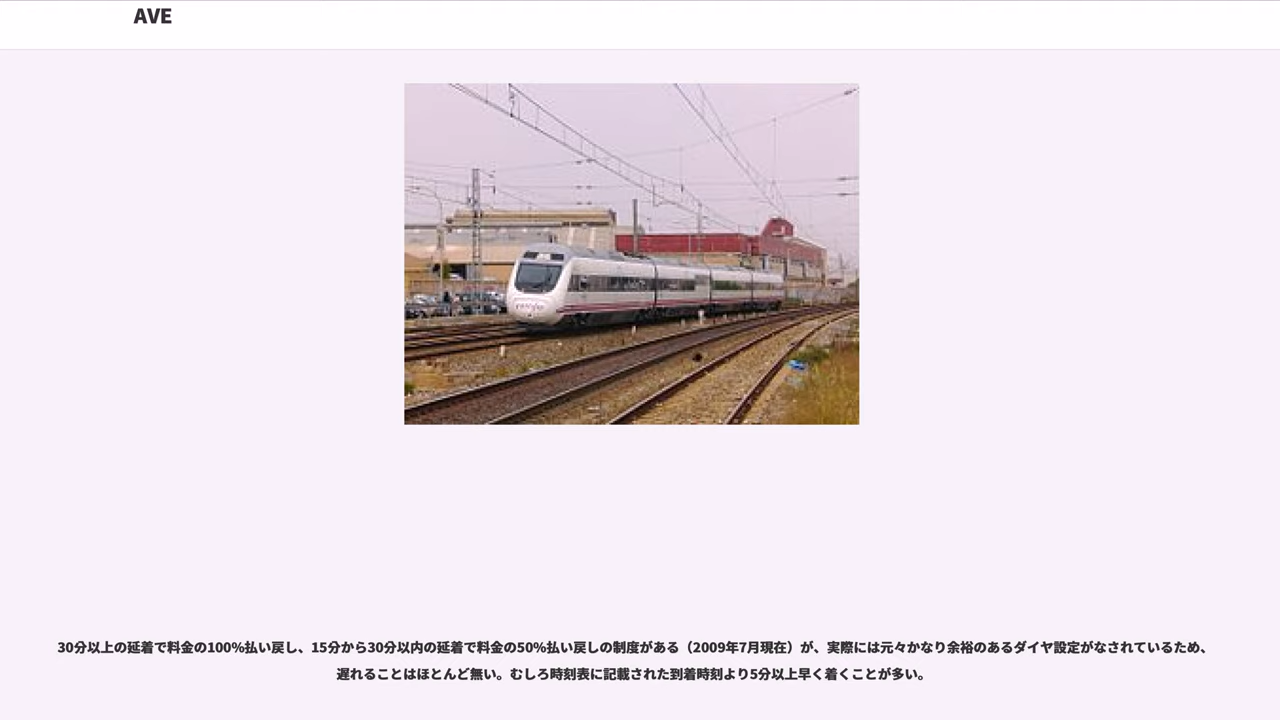 AVE
30分以上の延着で料金の100%払い戻し、15分から30分以内の延着で料金の50%払い戻しの制度がある（2009年7月現在）が、実際には元々かなり余裕のあるダイヤ設定がなされているため、
遅れることはほとんど無い。むしろ時刻表に記載された到着時刻より5分以上早く着くことが多い。